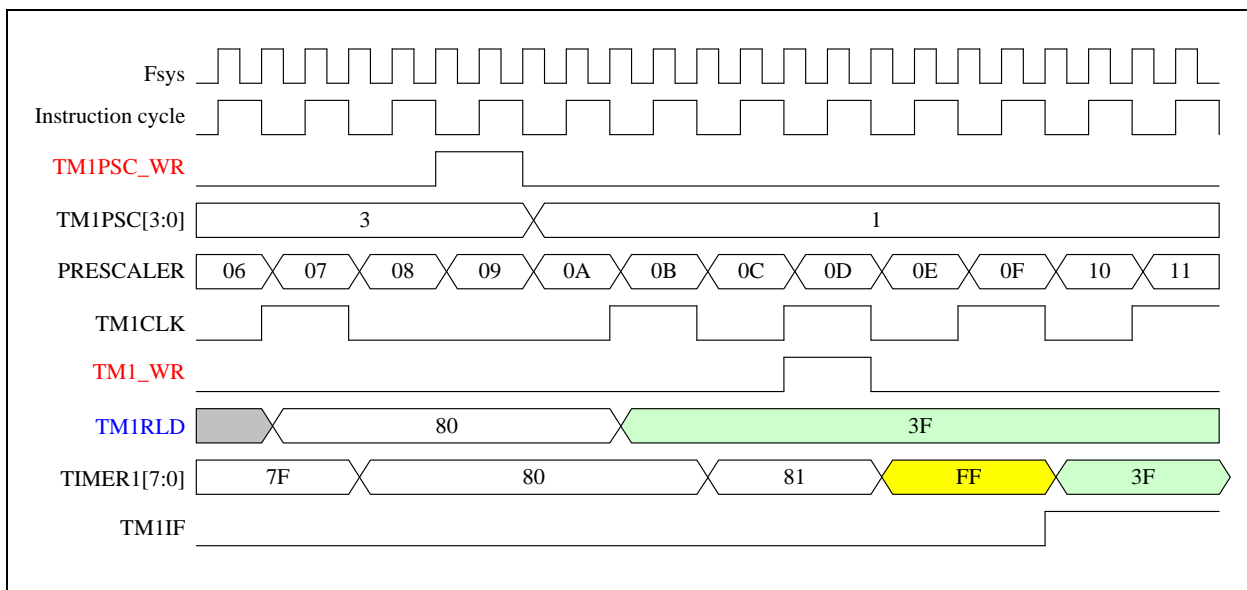 Fsys
Instruction cycle
TM1PSC_WR
TM1PSC[3:0] 3 1
PRESCALER 06 07 08 09 0A 0B 0C 0D 0E 0F 10 11
TM1CLK
TM1_WR
TM1RLD 80 3F
TIMER1[7:0] 7F 80 81 FF 3F
TM1IF